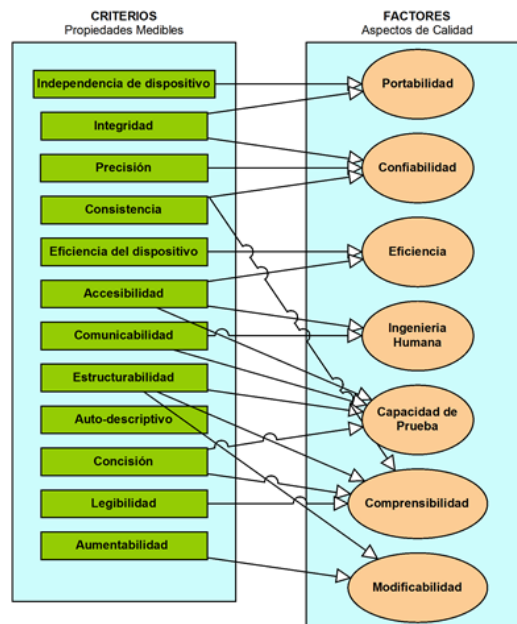 CRITERIOS
Propiedades Medibles
Independencia de dispositivo
Integridad
Precisión
Consistencia
Eficiencia del dispositivo
Accesibilidad
Comunicabilidad
Estructurabilidad
Auto-descriptivo
Concisión
Legibilidad
Aumentabilidad
FACTORES
Aspectos de Calidad
Portabilidad
Confiabilidad
Eficiencia
Ingenieria
Humana
Capacidad de
Prueba
Comprensibilidad
Modificabilidad